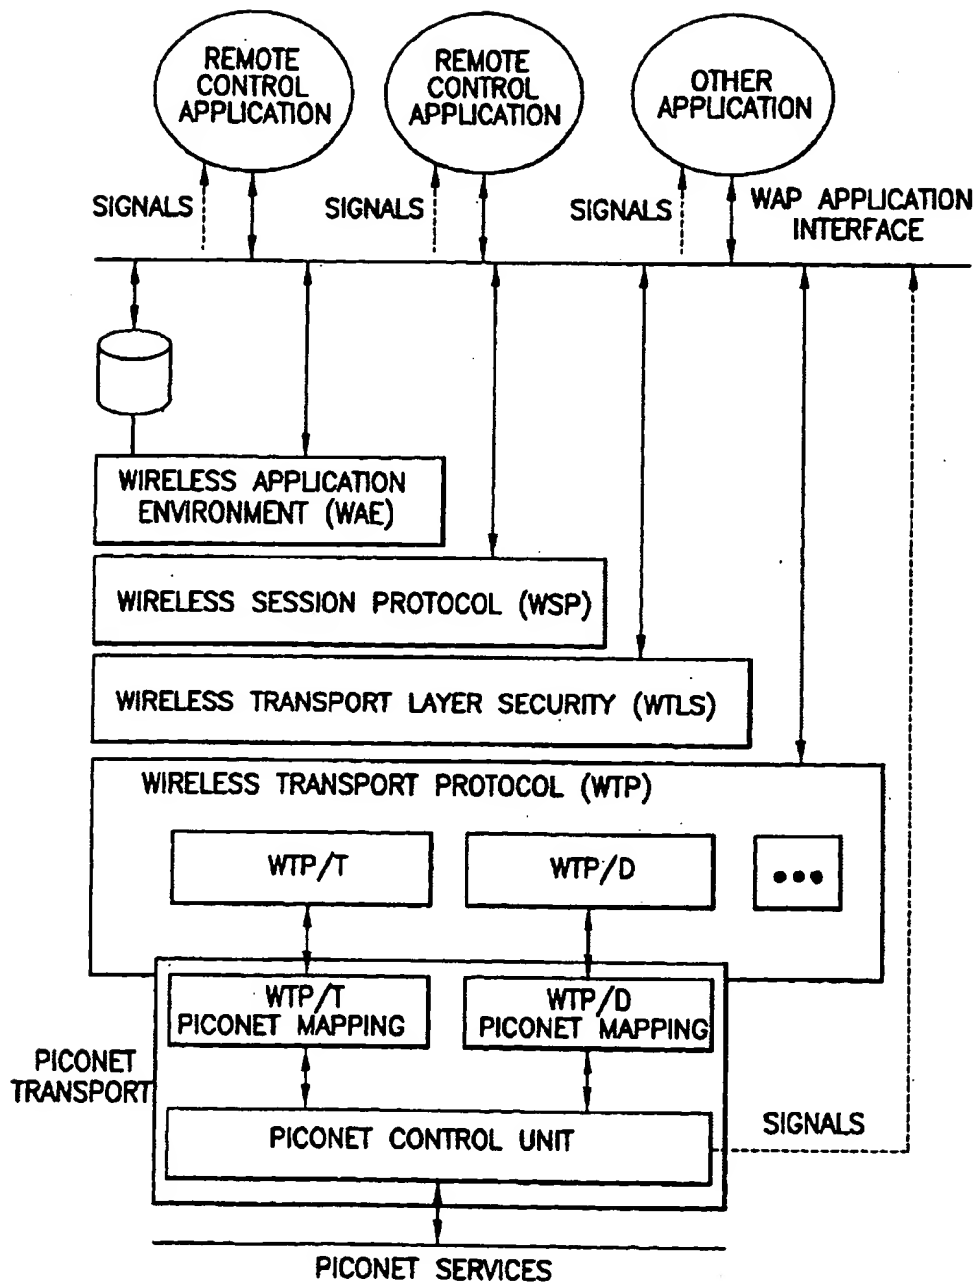 REMOTE
CONTROL
APPLICATION
REMOTE
CONTROL
APPLICATION
OTHER
APPLICATION
SIGNALS
SIGNALS
SIGNALS
WAP APPLICATION
INTERFACE
WIRELESS APPLICATION
ENVIRONMENT (WAE)
WIRELESS SESSION PROTOCOL (WSP)
WIRELESS TRANSPORT LAYER SECURITY (WTLS)
WIRELESS TRANSPORT PROTOCOL (WTP)
WTP/T
WTP/D
•••
WTP/T
PICONET MAPPING
WTP/D
PICONET MAPPING
PICONET
TRANSPORT
PICONET CONTROL UNIT
SIGNALS
PICONET SERVICES